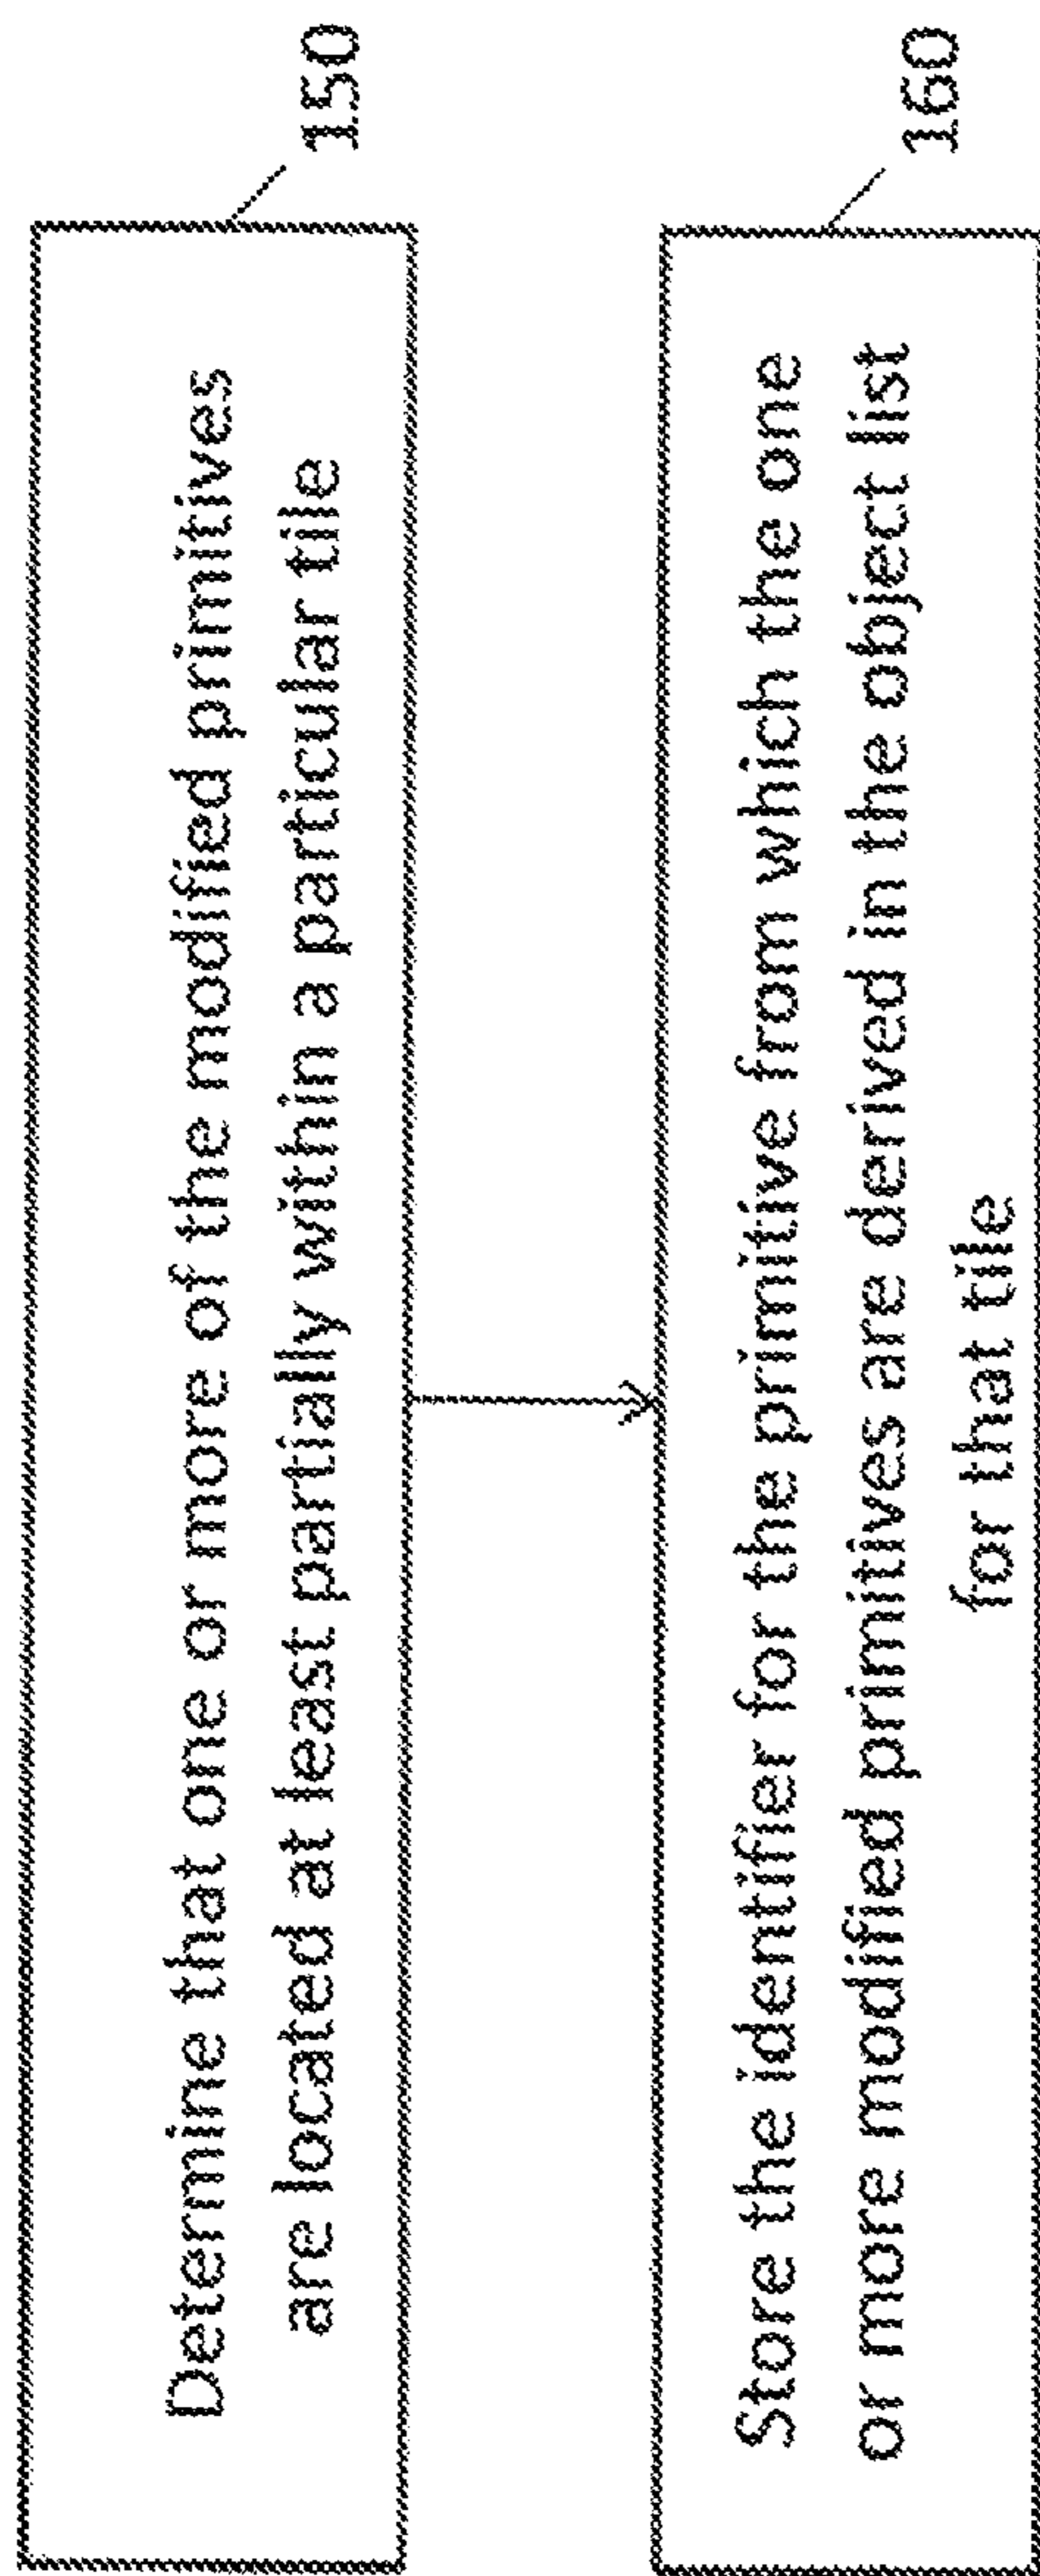 Determine that one or more of the modified primitives
are located at least partially within a particular tile
150
Store the identifier for the primitive from which the one
or more modified primitives are derived in the object list
for that tile
160